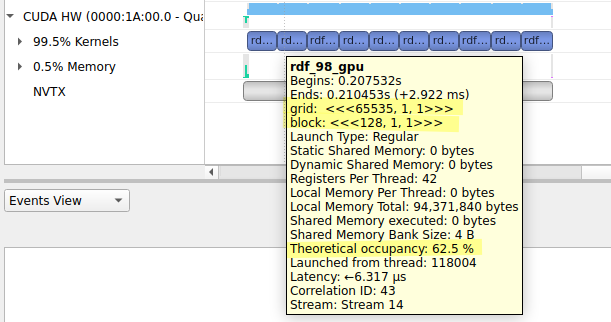 CUDA HW (0000:1A:00.0 - Qua
99.5% Kernels
rd... rd... rdf... rd... rd... rd... rd... rdf... rd... rdf...
0.5% Memory
NVTX
rdf_98_gpu
Begins: 0.207532s
Ends: 0.210453s (+2.922 ms)
grid: <<<65535, 1, 1>>>
block: <<<128, 1, 1>>>
Launch Type: Regular
Static Shared Memory: 0 bytes
Dynamic Shared Memory: 0 bytes
Registers Per Thread: 42
Local Memory Per Thread: 0 bytes
Local Memory Total: 94,371,840 bytes
Shared Memory executed: 0 bytes
Shared Memory Bank Size: 4 B
Theoretical occupancy: 62.5 %
Launched from thread: 118004
Latency: ←6.317 μs
Correlation ID: 43
Stream: Stream 14
Events View